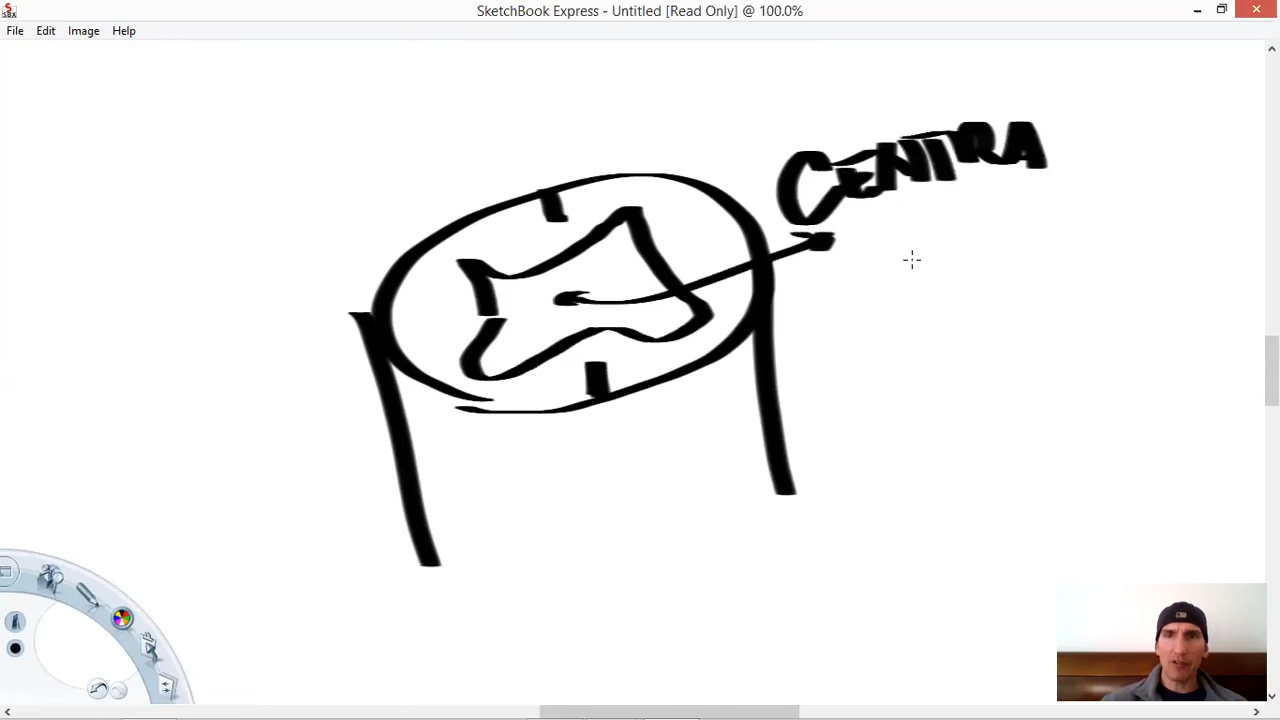 SketchBook Express - Untitled [Read Only] @ 100.0%
File Edit Image Help
CENTRA